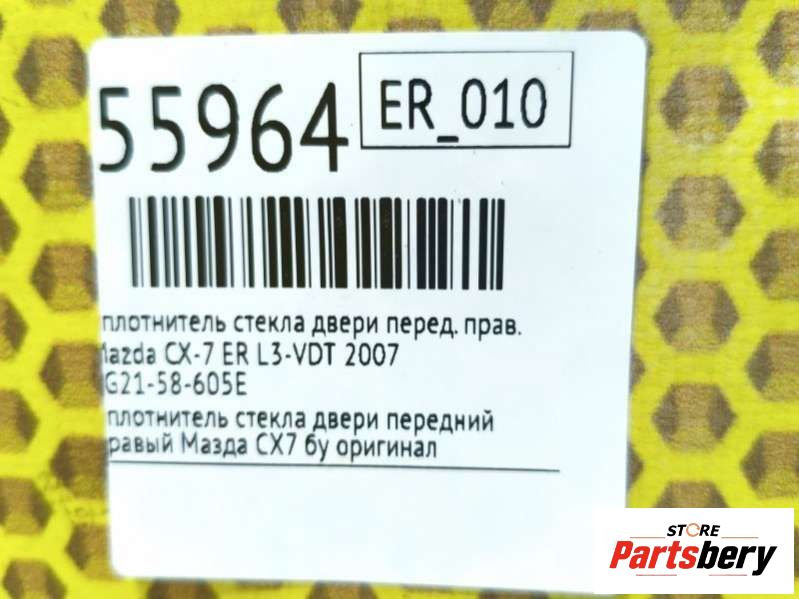 55964
ER_010
плотнитель стекла двери перед. прав.
Mazda CX-7 ER L3-VDT 2007
G21-58-605E
плотнитель стекла двери передний
равый Мазда CX7 бу оригинал
STORE
Partsbery